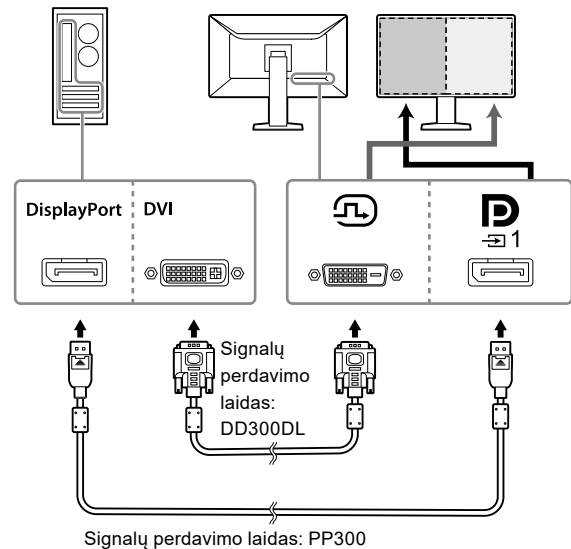 DisplayPort
DVI
1
Signalų
perdavimo
laidas:
DD300DL
Signalų perdavimo laidas: PP300